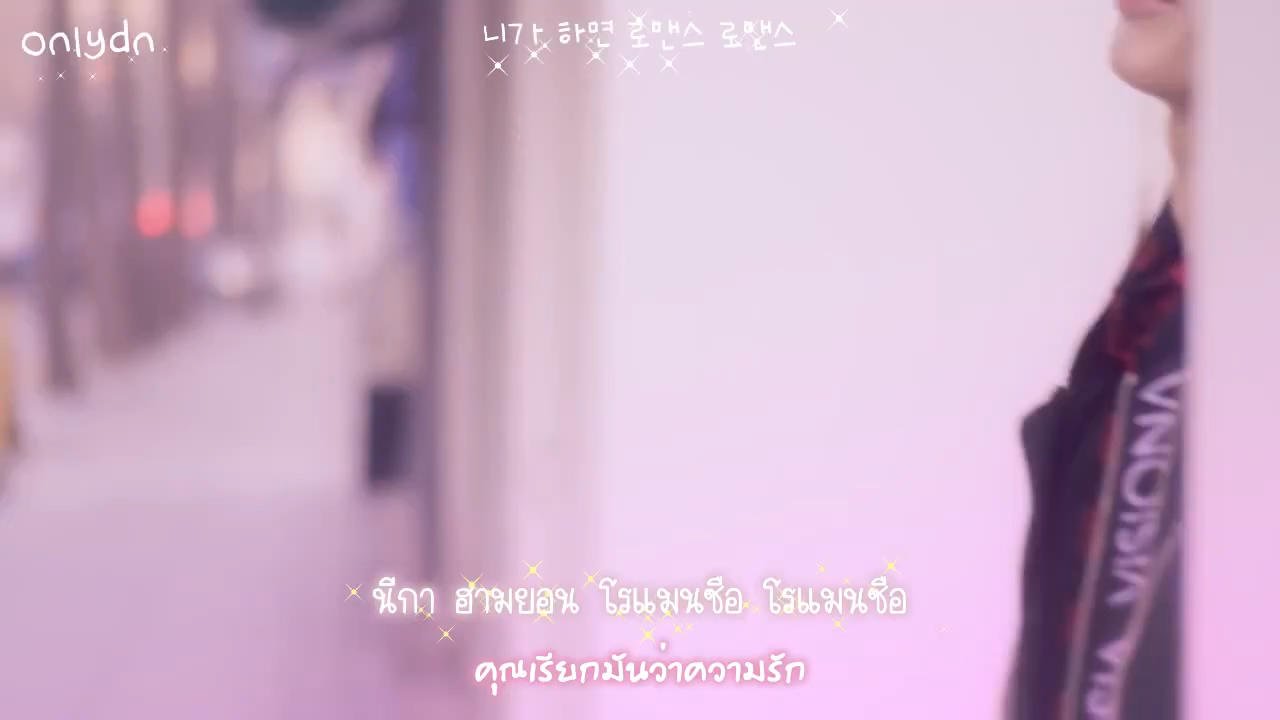 onlydn
니가 하면 로맨스 로맨스
VISION
นีกา ฮามยอน โรแมนซือ โรแมนซือ
คุณเรียกมันว่าความรัก